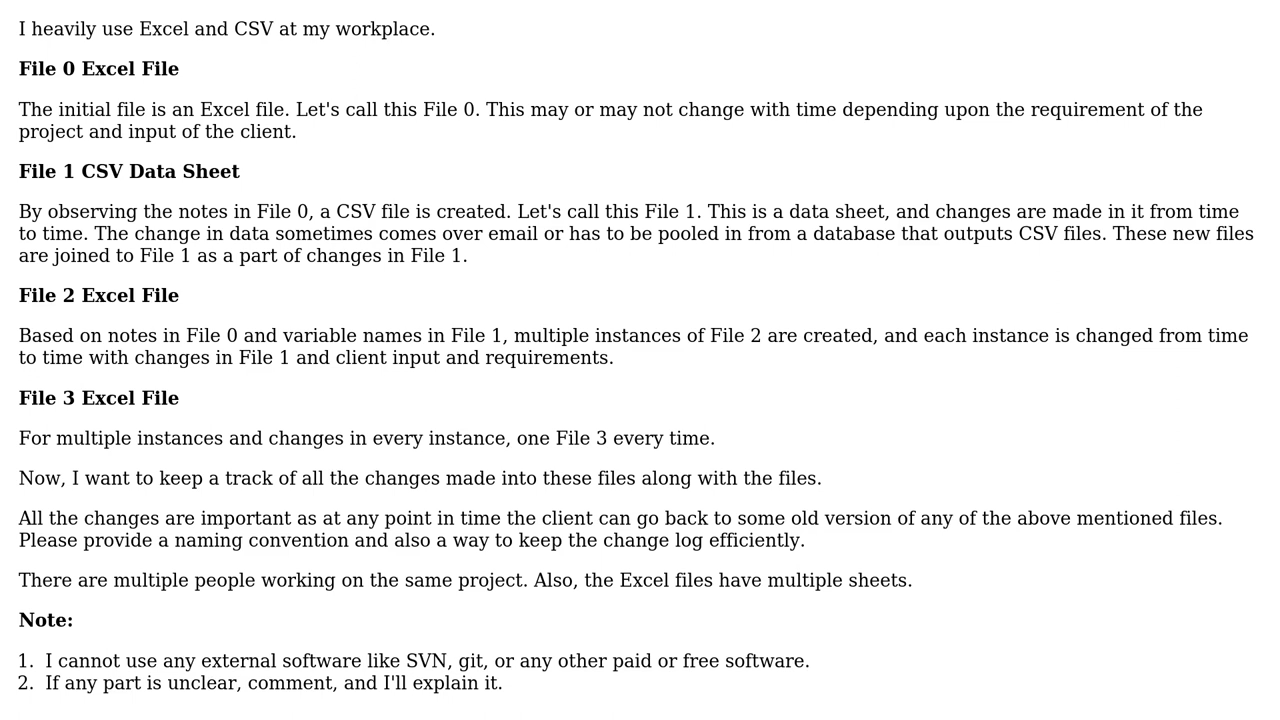 I heavily use Excel and CSV at my workplace.
File 0 Excel File
The initial file is an Excel file. Let's call this File 0. This may or may not change with time depending upon the requirement of the
project and input of the client.
File 1 CSV Data Sheet
By observing the notes in File 0, a CSV file is created. Let's call this File 1. This is a data sheet, and changes are made in it from time
to time. The change in data sometimes comes over email or has to be pooled in from a database that outputs CSV files. These new files
are joined to File 1 as a part of changes in File 1.
File 2 Excel File
Based on notes in File 0 and variable names in File 1, multiple instances of File 2 are created, and each instance is changed from time
to time with changes in File 1 and client input and requirements.
File 3 Excel File
For multiple instances and changes in every instance, one File 3 every time.
Now, I want to keep a track of all the changes made into these files along with the files.
All the changes are important as at any point in time the client can go back to some old version of any of the above mentioned files.
Please provide a naming convention and also a way to keep the change log efficiently.
There are multiple people working on the same project. Also, the Excel files have multiple sheets.
Note:
1. I cannot use any external software like SVN, git, or any other paid or free software.
2. If any part is unclear, comment, and I'll explain it.